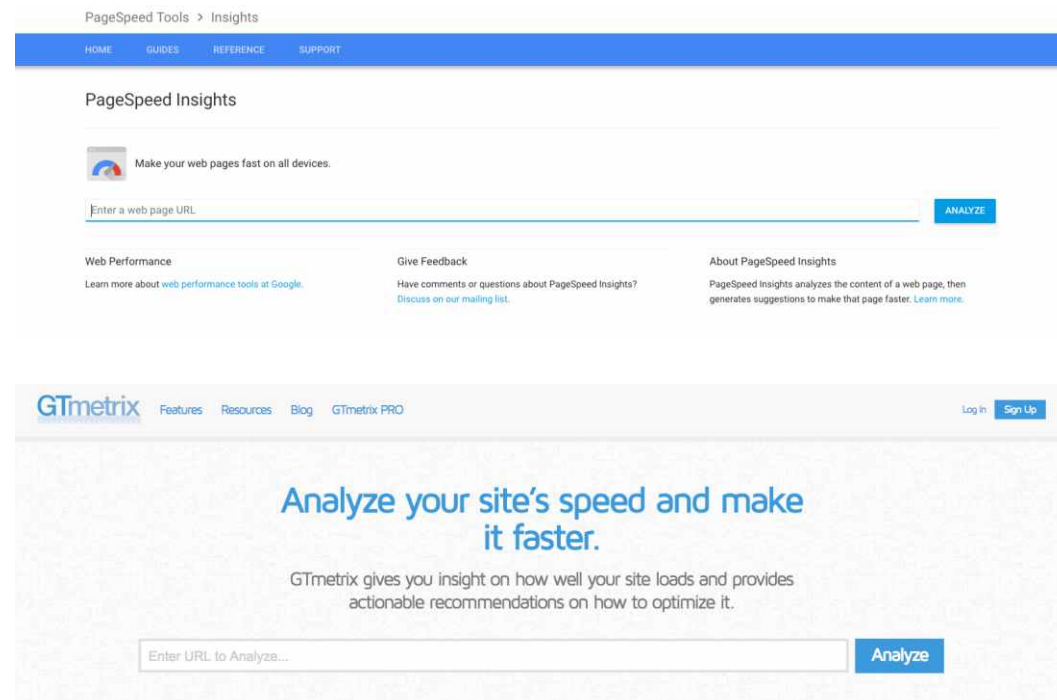 PageSpeed Tools > Insights
HOME GUIDES REFERENCE SUPPORT
PageSpeed Insights
Make your web pages fast on all devices.
Enter a web page URL
ANALYZE
Web Performance
Learn more about web performance tools at Google.
Give Feedback
Have comments or questions about PageSpeed Insights?
Discuss on our mailing list.
About PageSpeed Insights
PageSpeed Insights analyzes the content of a web page, then
generates suggestions to make that page faster. Learn more.
GTmetrix Features Resources Blog GTmetrix PRO Log In Sign Up
Analyze your site's speed and make
it faster.
GTmetrix gives you insight on how well your site loads and provides
actionable recommendations on how to optimize it.
Enter URL to Analyze...
Analyze